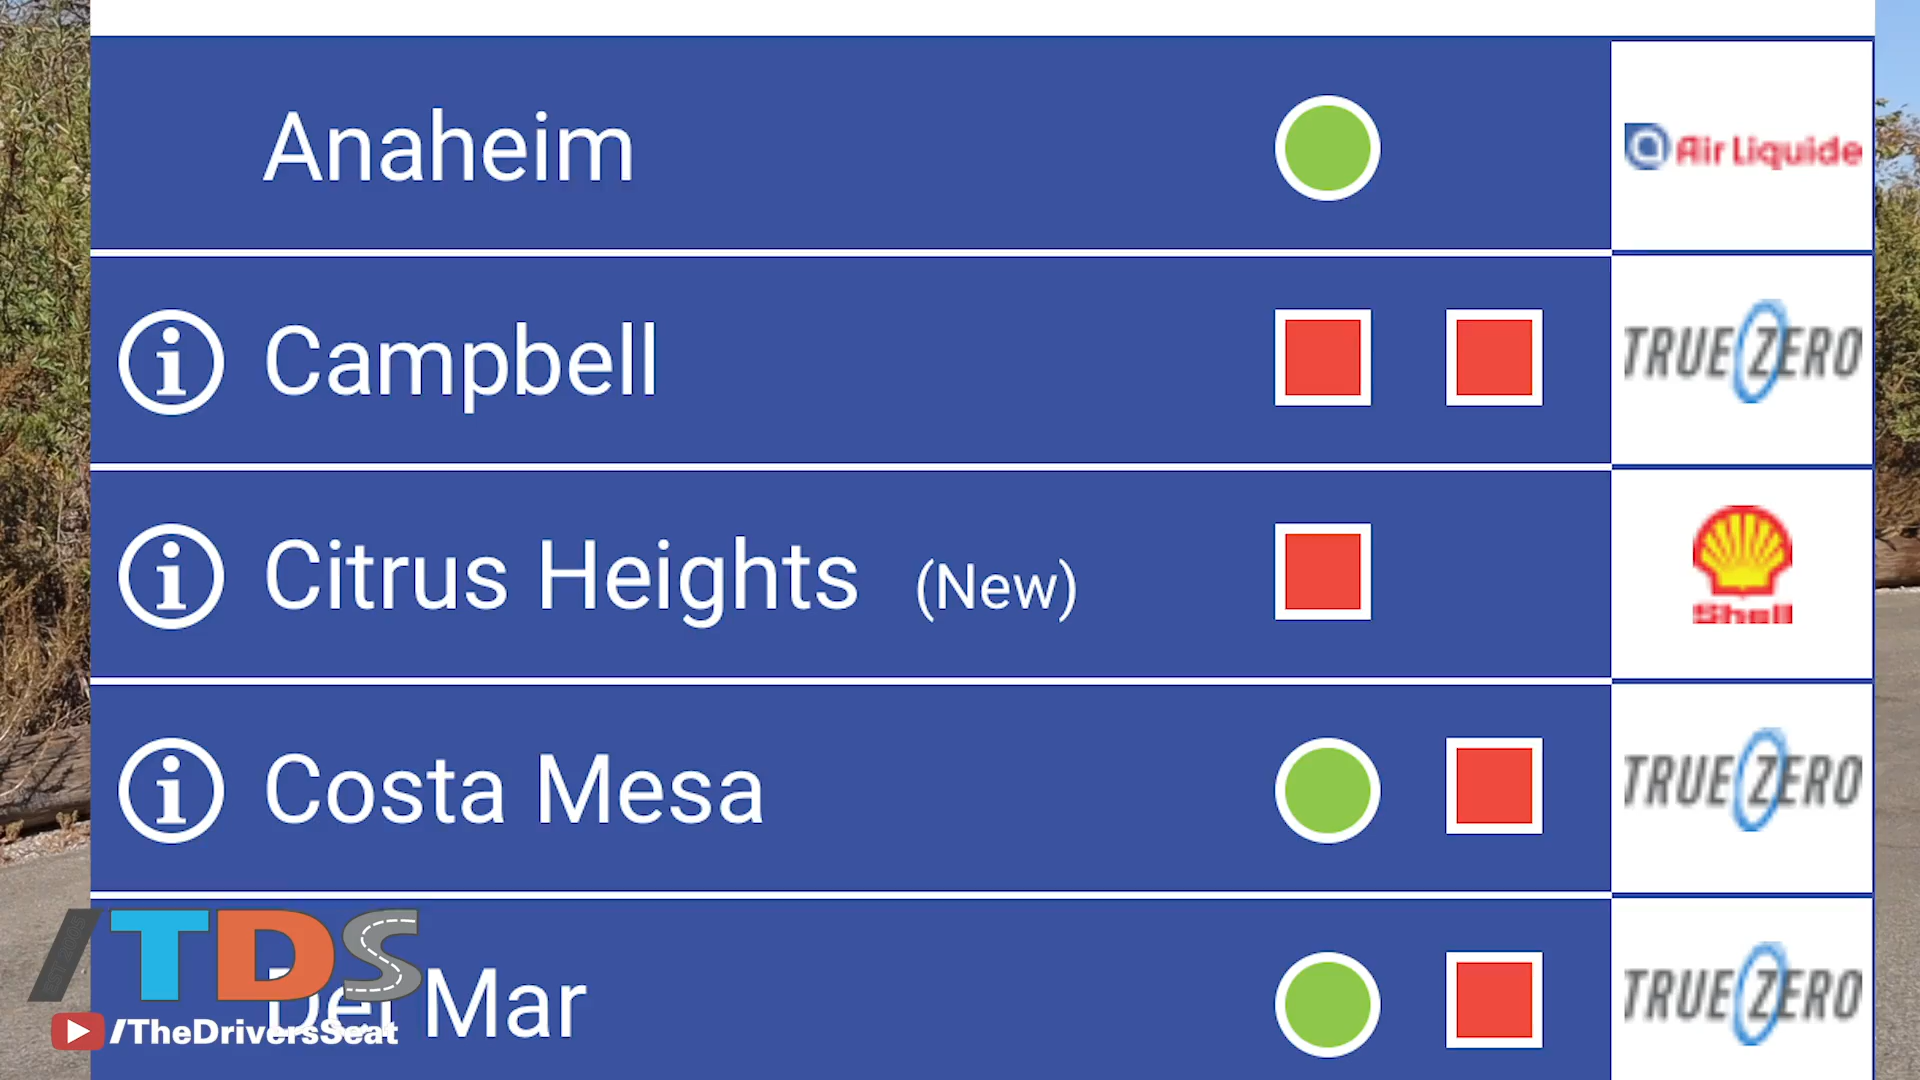 Anaheim
Air Liquide
i Campbell
TRUE ZERO
i Citrus Heights (New)
Shell
i Costa Mesa
TRUE ZERO
Del Mar
TRUE ZERO
/TDS
/TheDriversSeat